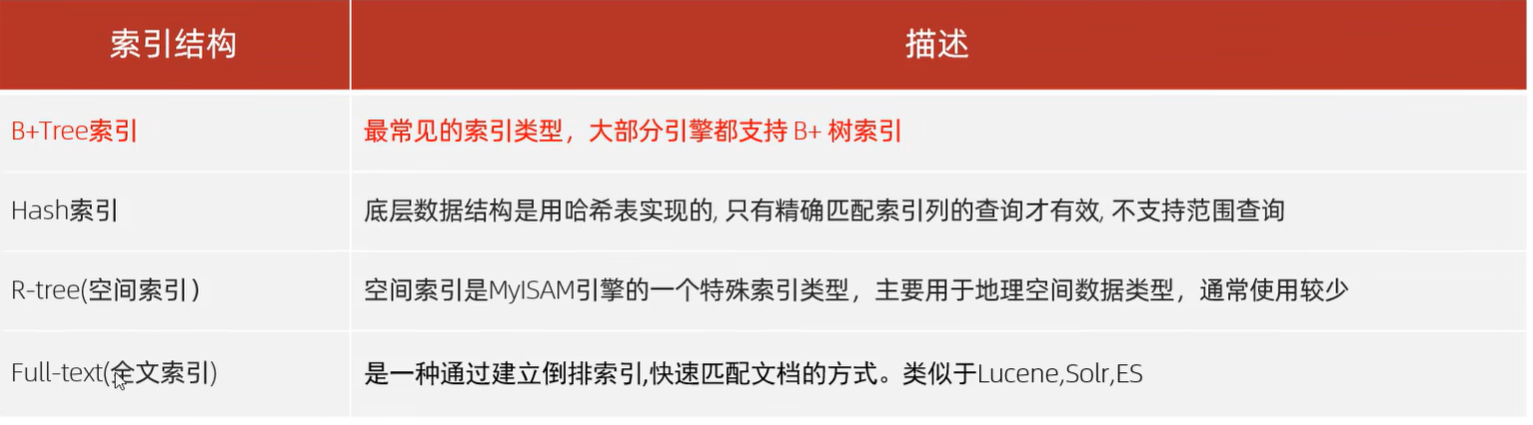 索引结构
描述
B+Tree索引
最常见的索引类型，大部分引擎都支持 B+ 树索引
Hash索引
底层数据结构是用哈希表实现的, 只有精确匹配索引列的查询才有效, 不支持范围查询
R-tree(空间索引）
空间索引是MyISAM引擎的一个特殊索引类型，主要用于地理空间数据类型，通常使用较少
Full-text(全文索引)
是一种通过建立倒排索引,快速匹配文档的方式。类似于Lucene,Solr,ES